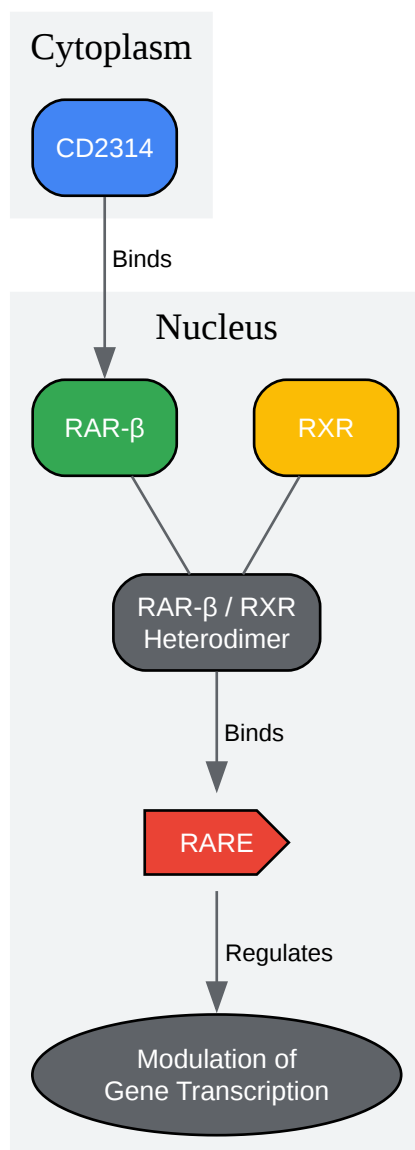 Cytoplasm
CD2314
Binds
Nucleus
RAR-β
RXR
RAR-β / RXR
Heterodimer
Binds
RARE
Regulates
Modulation of
Gene Transcription